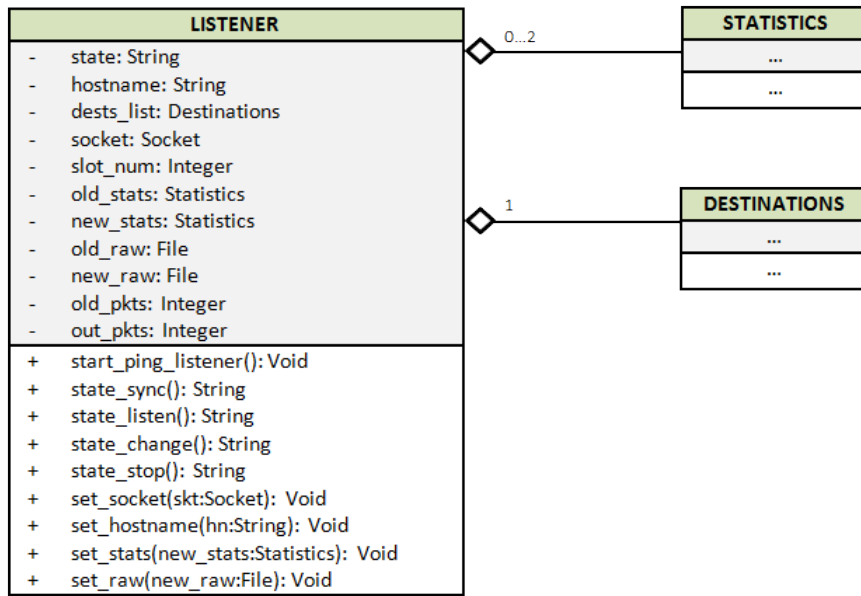 LISTENER
- state: String
- hostname: String
- dests_list: Destinations
- socket: Socket
- slot_num: Integer
- old_stats: Statistics
- new_stats: Statistics
- old_raw: File
- new_raw: File
- old_pkts: Integer
- out_pkts: Integer
+ start_ping_listener(): Void
+ state_sync(): String
+ state_listen(): String
+ state_change(): String
+ state_stop(): String
+ set_socket(skt:Socket): Void
+ set_hostname(hn:String): Void
+ set_stats(new_stats:Statistics): Void
+ set_raw(new_raw:File): Void
0...2
STATISTICS
...
...
1
DESTINATIONS
...
...